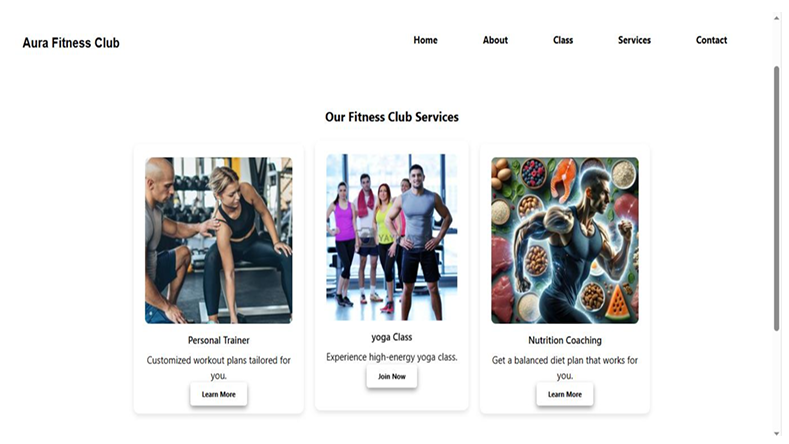 Aura Fitness Club
Home About Class Services Contact
Our Fitness Club Services
Personal Trainer
Customized workout plans tailored for
you.
Learn More
yoga Class
Experience high-energy yoga class.
Join Now
Nutrition Coaching
Get a balanced diet plan that works for
you.
Learn More